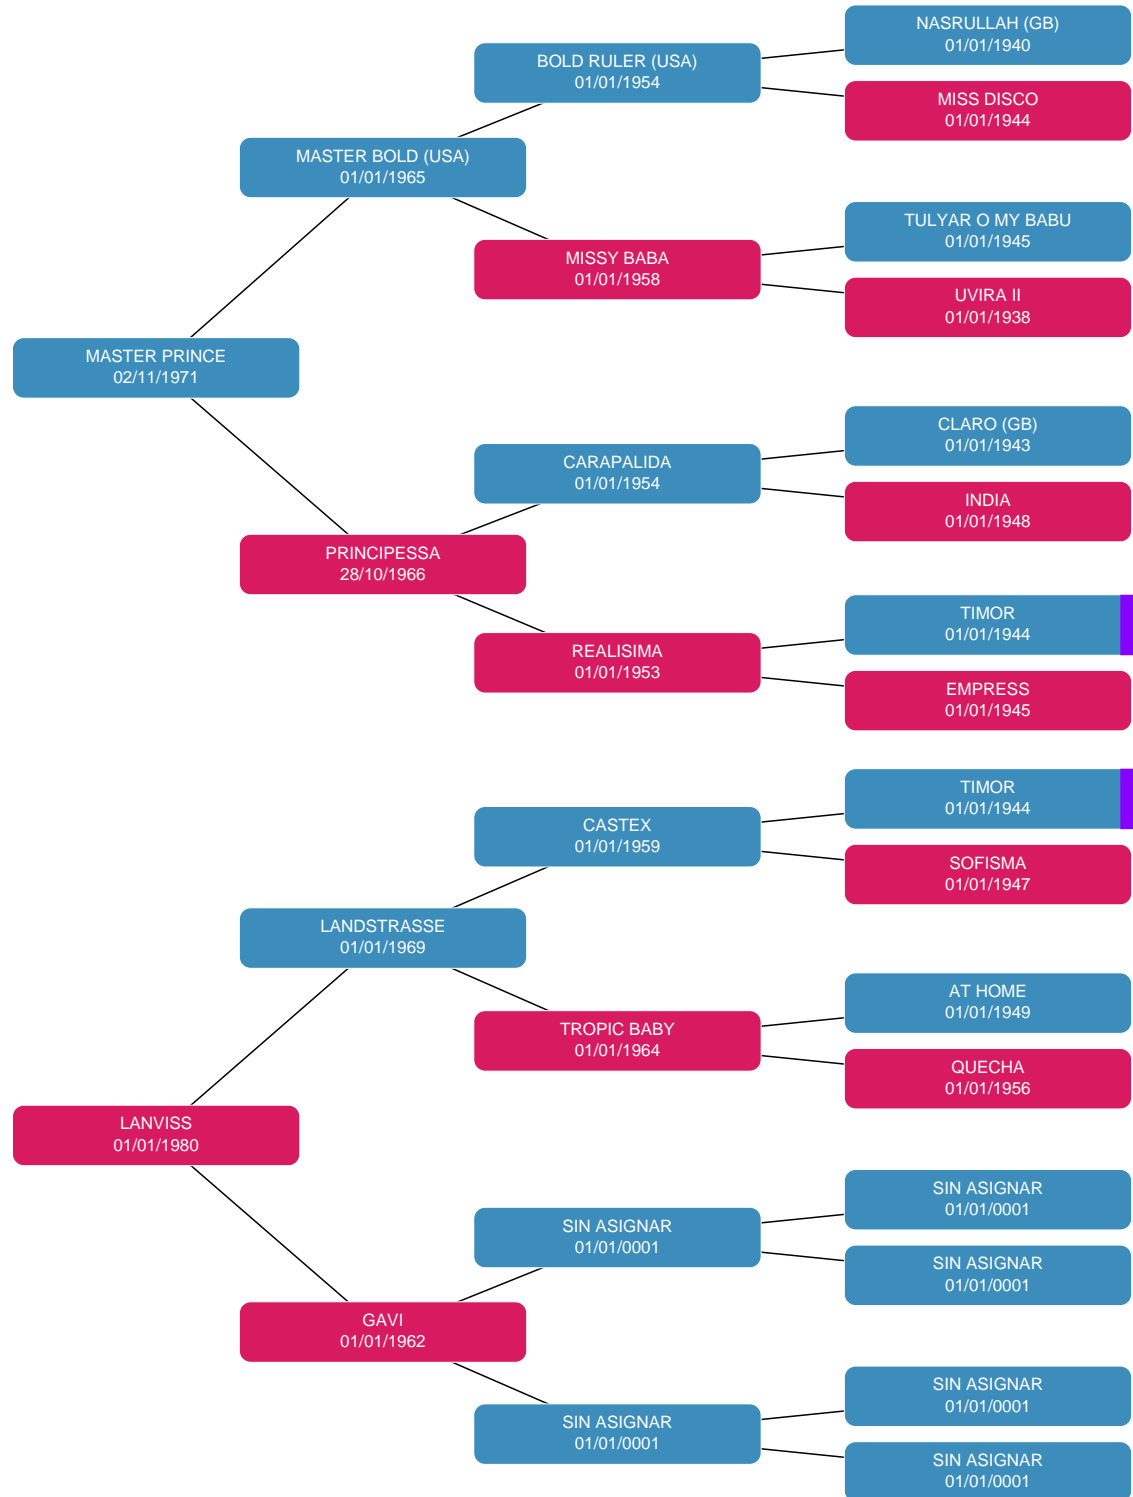 NASRULLAH (GB)
01/01/1940
BOLD RULER (USA)
01/01/1954
MISS DISCO
01/01/1944
MASTER BOLD (USA)
01/01/1965
TULYAR O MY BABU
01/01/1945
MISSY BABA
01/01/1958
UVIRA II
01/01/1938
MASTER PRINCE
02/11/1971
CLARO (GB)
01/01/1943
CARAPALIDA
01/01/1954
INDIA
01/01/1948
PRINCIPESSA
28/10/1966
TIMOR
01/01/1944
REALISIMA
01/01/1953
EMPRESS
01/01/1945
TIMOR
01/01/1944
CASTEX
01/01/1959
SOFISMA
01/01/1947
LANDSTRASSE
01/01/1969
AT HOME
01/01/1949
TROPIC BABY
01/01/1964
QUECHA
01/01/1956
LANVISS
01/01/1980
SIN ASIGNAR
01/01/0001
SIN ASIGNAR
01/01/0001
SIN ASIGNAR
01/01/0001
GAVI
01/01/1962
SIN ASIGNAR
01/01/0001
SIN ASIGNAR
01/01/0001
SIN ASIGNAR
01/01/0001